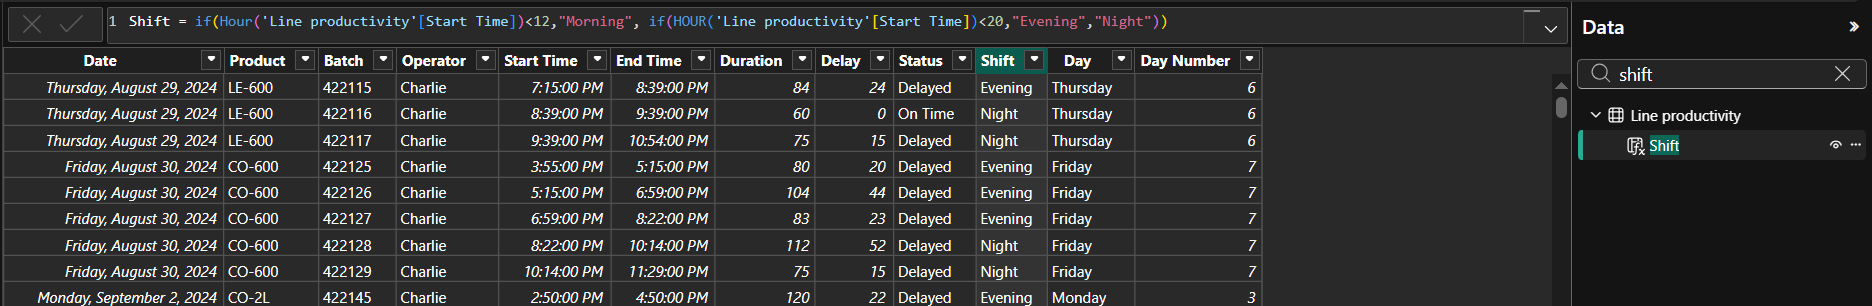 1 Shift = if(Hour('Line productivity'[Start Time])<12,"Morning", if(HOUR('Line productivity'[Start Time])<20,"Evening","Night"))
Data
shift
Line productivity
Shift
Date Product Batch Operator Start Time End Time Duration Delay Status Shift Day Day Number
Thursday, August 29, 2024 LE-600 422115 Charlie 7:15:00 PM 8:39:00 PM 84 24 Delayed Evening Thursday 6
Thursday, August 29, 2024 LE-600 422116 Charlie 8:39:00 PM 9:39:00 PM 60 0 On Time Night Thursday 6
Thursday, August 29, 2024 LE-600 422117 Charlie 9:39:00 PM 10:54:00 PM 75 15 Delayed Night Thursday 6
Friday, August 30, 2024 CO-600 422125 Charlie 3:55:00 PM 5:15:00 PM 80 20 Delayed Evening Friday 7
Friday, August 30, 2024 CO-600 422126 Charlie 5:15:00 PM 6:59:00 PM 104 44 Delayed Evening Friday 7
Friday, August 30, 2024 CO-600 422127 Charlie 6:59:00 PM 8:22:00 PM 83 23 Delayed Evening Friday 7
Friday, August 30, 2024 CO-600 422128 Charlie 8:22:00 PM 10:14:00 PM 112 52 Delayed Night Friday 7
Friday, August 30, 2024 CO-600 422129 Charlie 10:14:00 PM 11:29:00 PM 75 15 Delayed Night Friday 7
Monday, September 2, 2024 CO-2L 422145 Charlie 2:50:00 PM 4:50:00 PM 120 22 Delayed Evening Monday 3